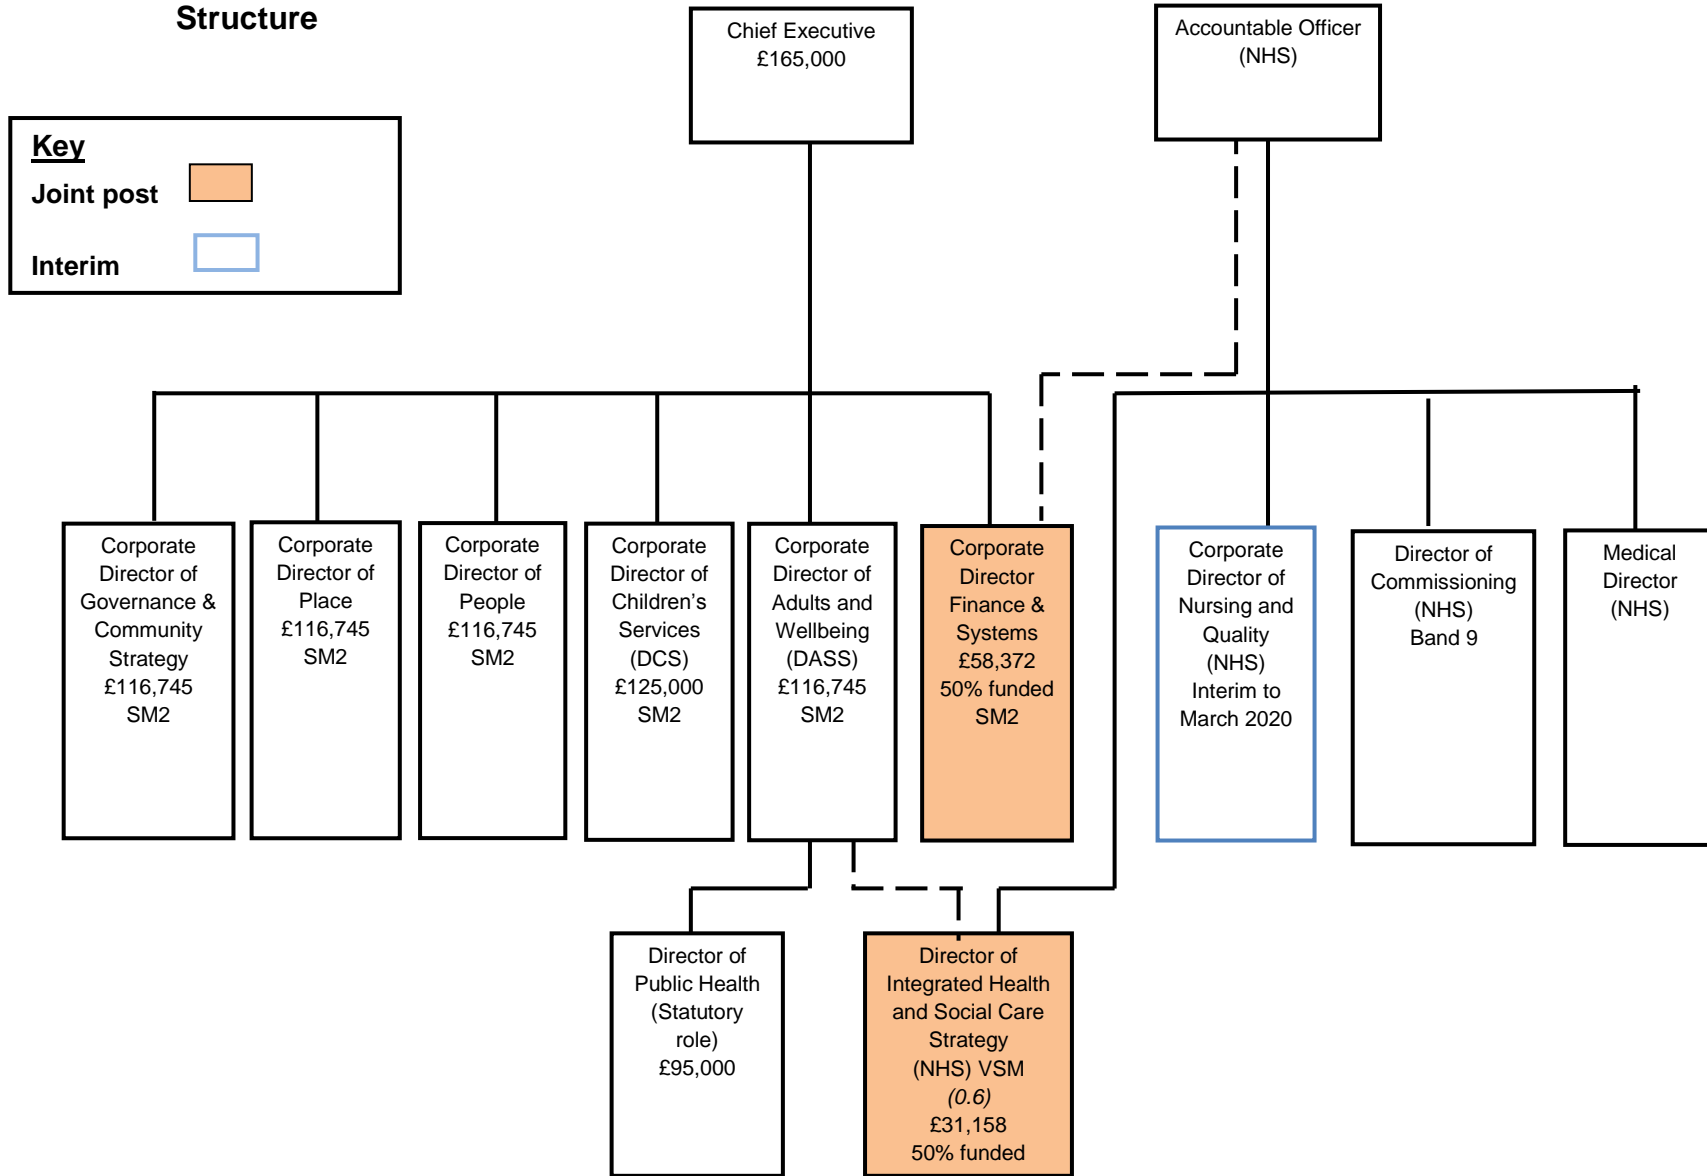 Structure
Chief Executive
£165,000
Accountable Officer
(NHS)
Key
Joint post
Interim
Corporate
Director of
Governance &
Community
Strategy
£116,745
SM2
Corporate
Director of
Place
£116,745
SM2
Corporate
Director of
People
£116,745
SM2
Corporate
Director of
Children’s
Services
(DCS)
£125,000
SM2
Corporate
Director of
Adults and
Wellbeing
(DASS)
£116,745
SM2
Corporate
Director
Finance &
Systems
£58,372
50% funded
SM2
Corporate
Director of
Nursing and
Quality
(NHS)
Interim to
March 2020
Director of
Commissioning
(NHS)
Band 9
Medical
Director
(NHS)
Director of
Public Health
(Statutory
role)
£95,000
Director of
Integrated Health
and Social Care
Strategy
(NHS) VSM
(0.6)
£31,158
50% funded